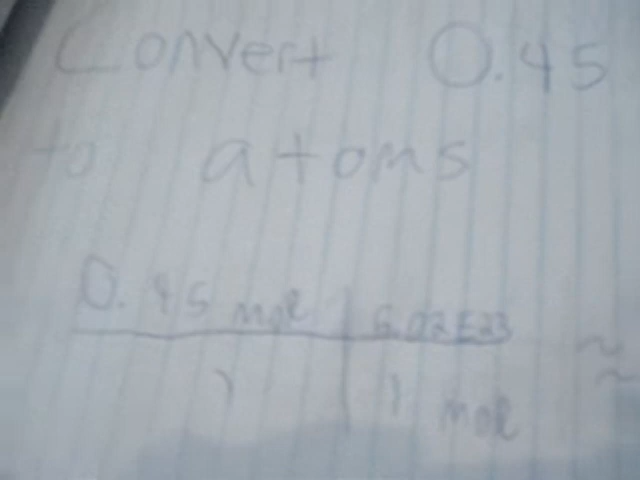 Convert 0.45
to atoms
0.45 mol 6.02E23 ≈
1 1 mol